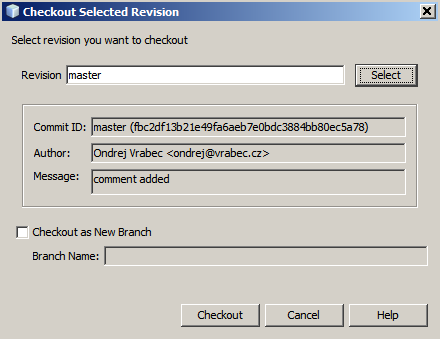 Checkout Selected Revision
Select revision you want to checkout
Revision master Select
Commit ID: master (fbc2df13b21e49fa6aeb7e0bdc3884bb80ec5a78)
Author: Ondrej Vrabec <ondrej@vrabec.cz>
Message: comment added
Checkout as New Branch
Branch Name:
Checkout Cancel Help